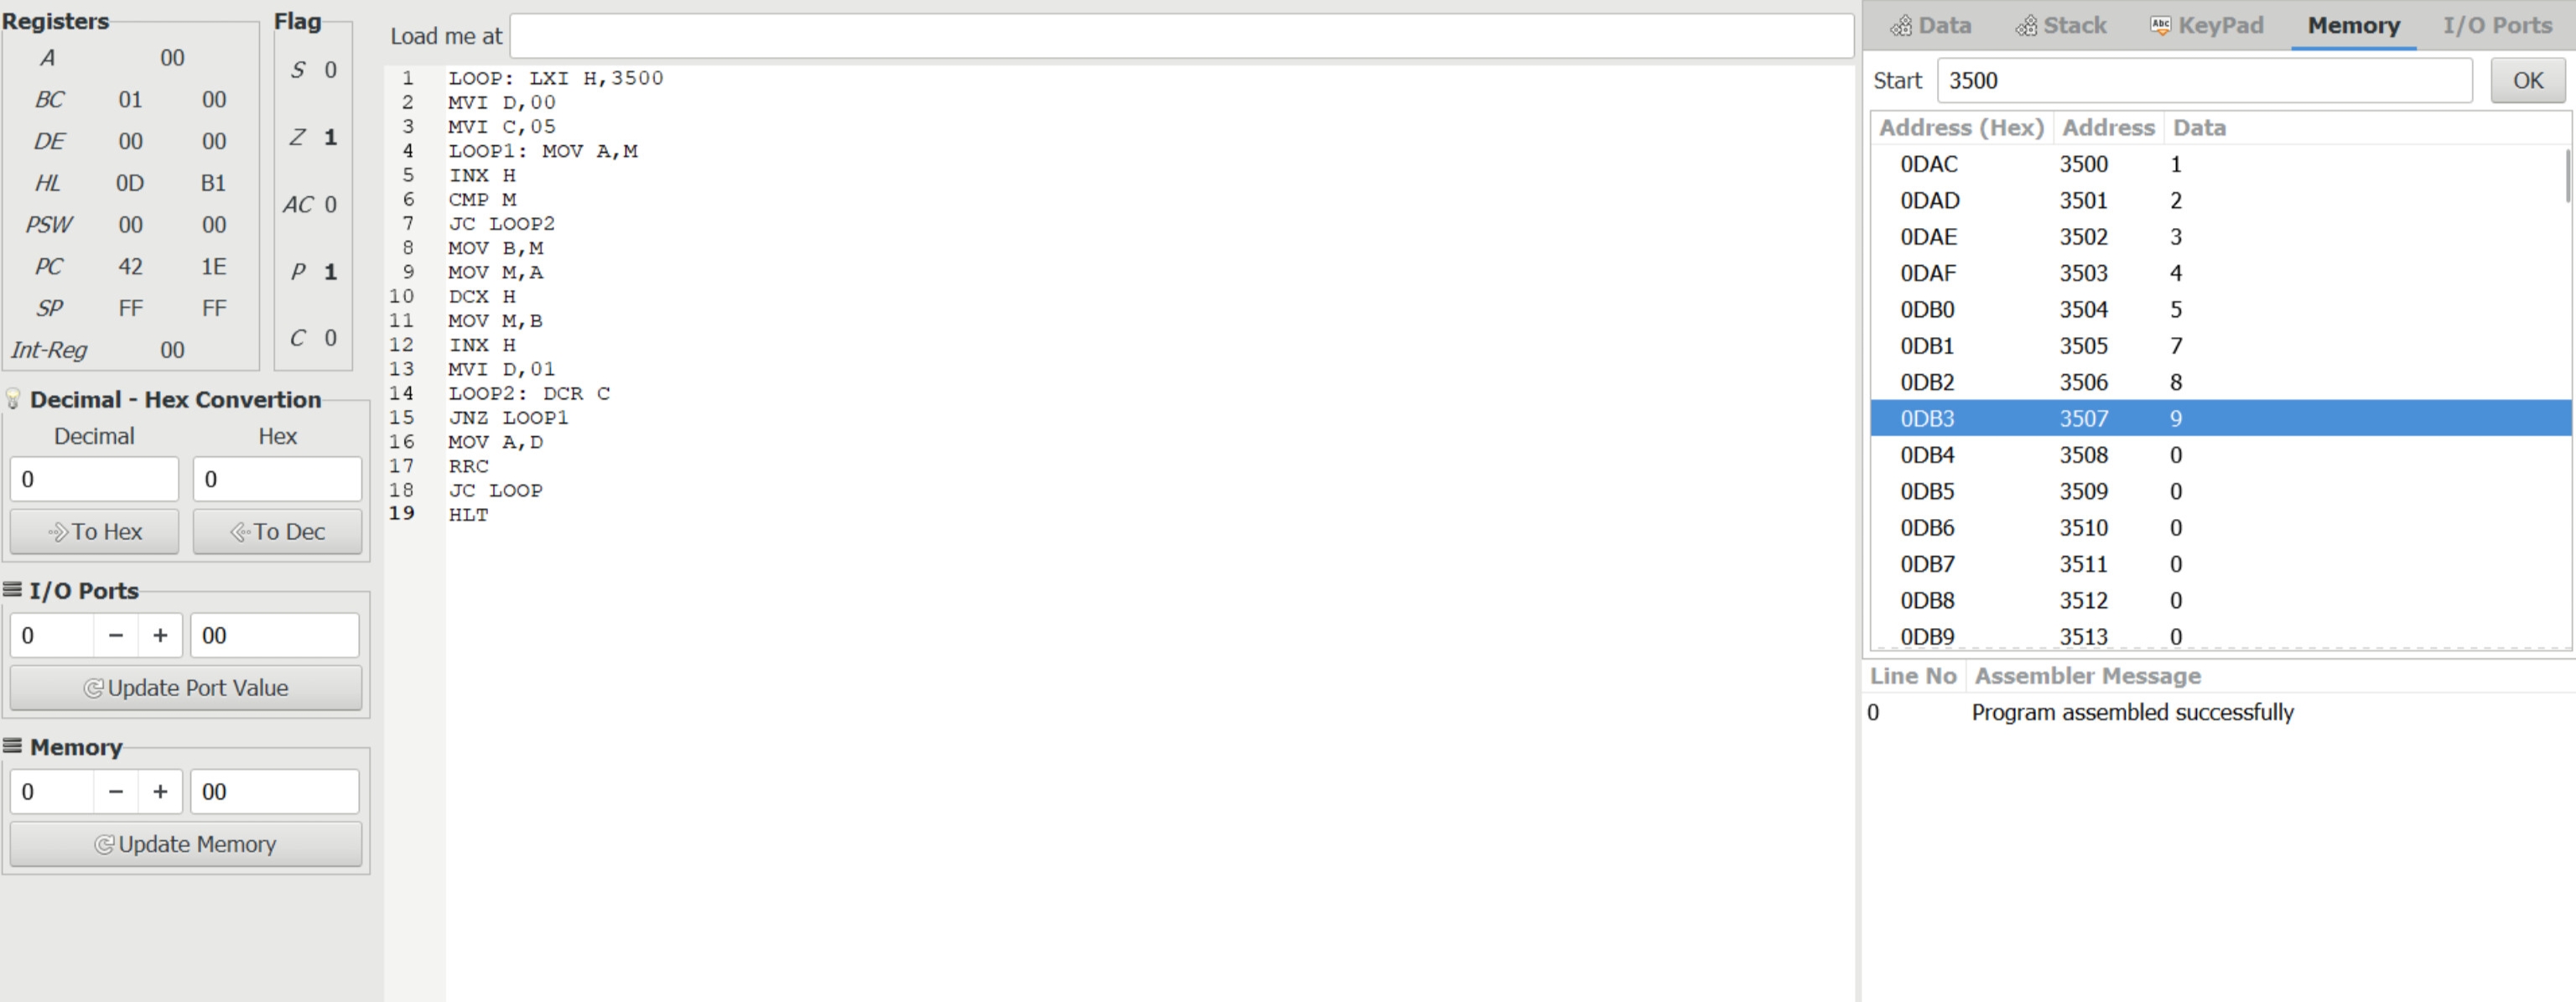 Registers
A 00
BC 01 00
DE 00 00
HL 0D B1
PSW 00 00
PC 42 1E
SP FF FF
Int-Reg 00
Flag
S 0
Z 1
AC 0
P 1
C 0
Decimal - Hex Convertion
Decimal Hex
0 0
To Hex To Dec
I/O Ports
0 − + 00
Update Port Value
Memory
0 − + 00
Update Memory
Load me at
1 LOOP: LXI H,3500
2 MVI D,00
3 MVI C,05
4 LOOP1: MOV A,M
5 INX H
6 CMP M
7 JC LOOP2
8 MOV B,M
9 MOV M,A
10 DCX H
11 MOV M,B
12 INX H
13 MVI D,01
14 LOOP2: DCR C
15 JNZ LOOP1
16 MOV A,D
17 RRC
18 JC LOOP
19 HLT
Data Stack Abc KeyPad Memory I/O Ports
Start 3500 OK
Address (Hex) Address Data
0DAC 3500 1
0DAD 3501 2
0DAE 3502 3
0DAF 3503 4
0DB0 3504 5
0DB1 3505 7
0DB2 3506 8
0DB3 3507 9
0DB4 3508 0
0DB5 3509 0
0DB6 3510 0
0DB7 3511 0
0DB8 3512 0
0DB9 3513 0
Line No Assembler Message
0 Program assembled successfully